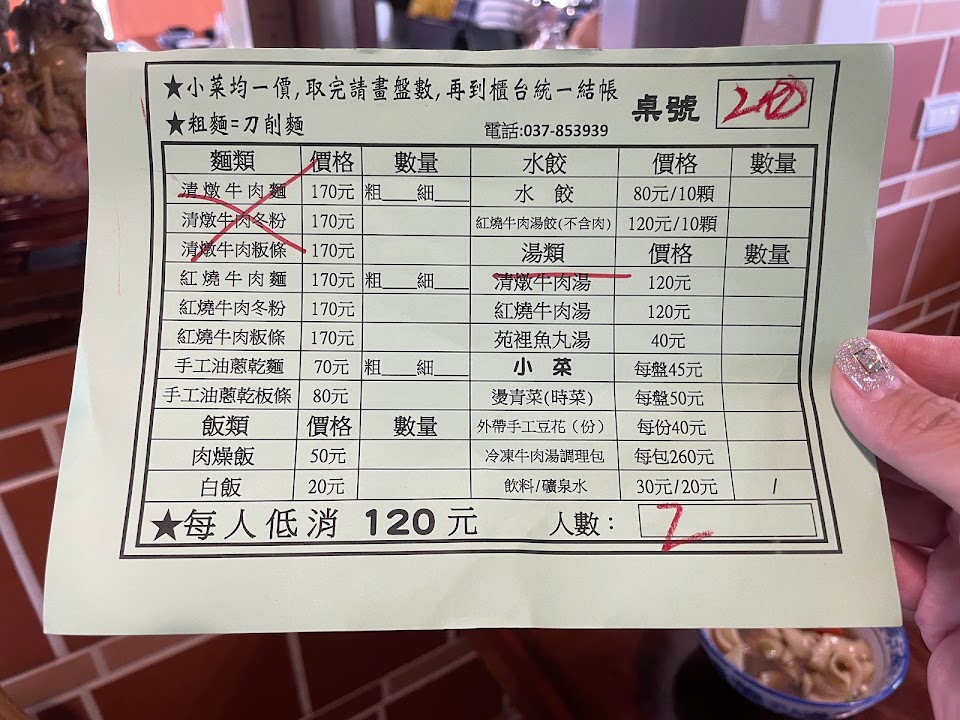 ★小菜均一價,取完請畫盤數,再到櫃台統一結帳
★粗麵=刀削麵
電話:037-853939
桌號
麵類 價格 數量 水餃 價格 數量
清燉牛肉麵 170元 粗___細___ 水餃 80元/10顆
清燉牛肉冬粉 170元 紅燒牛肉湯餃(不含肉) 120元/10顆
清燉牛肉粄條 170元 湯類 價格 數量
紅燒牛肉麵 170元 粗___細___ 清燉牛肉湯 120元
紅燒牛肉冬粉 170元 紅燒牛肉湯 120元
紅燒牛肉粄條 170元 苑裡魚丸湯 40元
手工油蔥乾麵 70元 粗___細___ 小菜 每盤45元
手工油蔥乾板條 80元 燙青菜(時菜) 每盤50元
飯類 價格 數量 外帶手工豆花（份） 每份40元
肉燥飯 50元 冷凍牛肉湯調理包 每包260元
白飯 20元 飲料/礦泉水 30元/20元 /
★每人低消 120元 人數： 2